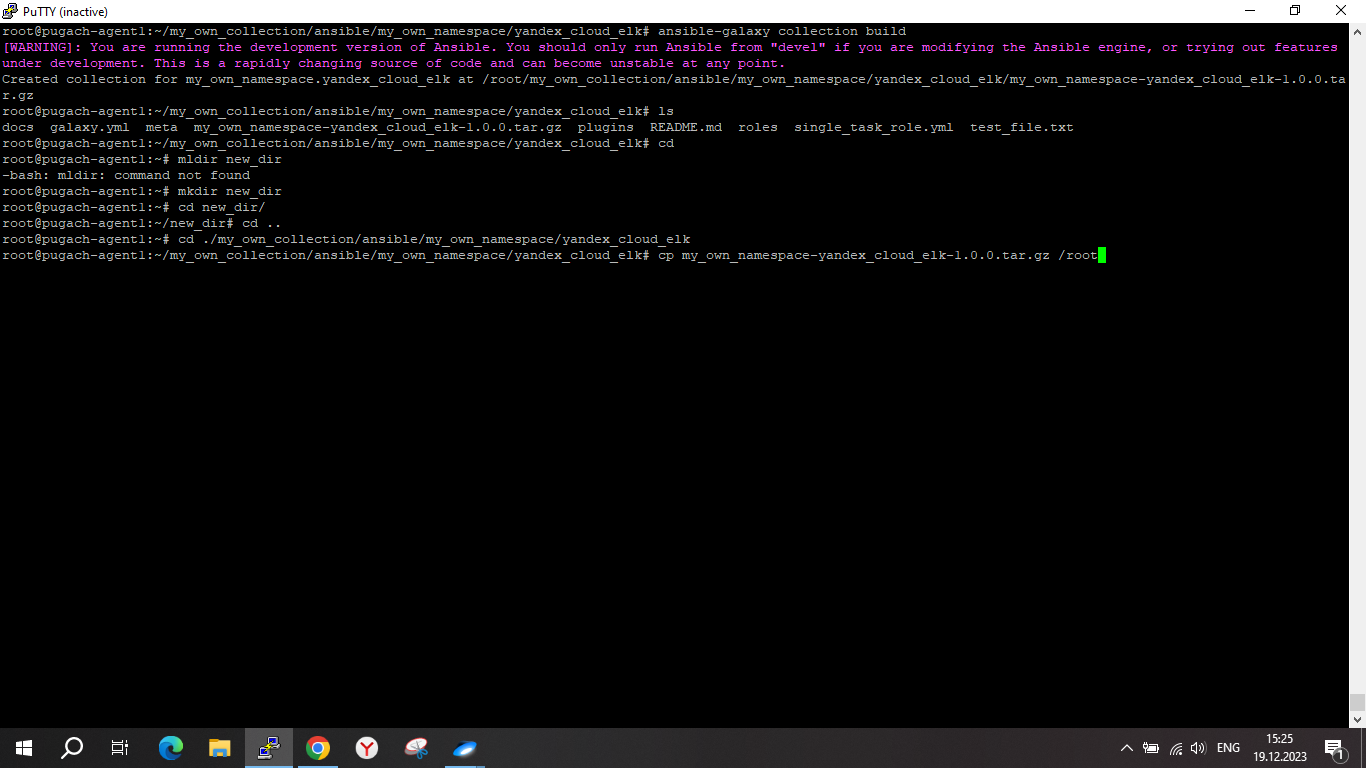 PuTTY (inactive)
root@pugach-agent1:~/my_own_collection/ansible/my_own_namespace/yandex_cloud_elk# ansible-galaxy collection build
[WARNING]: You are running the development version of Ansible. You should only run Ansible from "devel" if you are modifying the Ansible engine, or trying out features
under development. This is a rapidly changing source of code and can become unstable at any point.
Created collection for my_own_namespace.yandex_cloud_elk at /root/my_own_collection/ansible/my_own_namespace/yandex_cloud_elk/my_own_namespace-yandex_cloud_elk-1.0.0.ta
r.gz
root@pugach-agent1:~/my_own_collection/ansible/my_own_namespace/yandex_cloud_elk# ls
docs  galaxy.yml  meta  my_own_namespace-yandex_cloud_elk-1.0.0.tar.gz  plugins  README.md  roles  single_task_role.yml  test_file.txt
root@pugach-agent1:~/my_own_collection/ansible/my_own_namespace/yandex_cloud_elk# cd
root@pugach-agent1:~# mldir new_dir
-bash: mldir: command not found
root@pugach-agent1:~# mkdir new_dir
root@pugach-agent1:~# cd new_dir/
root@pugach-agent1:~/new_dir# cd ..
root@pugach-agent1:~# cd ./my_own_collection/ansible/my_own_namespace/yandex_cloud_elk
root@pugach-agent1:~/my_own_collection/ansible/my_own_namespace/yandex_cloud_elk# cp my_own_namespace-yandex_cloud_elk-1.0.0.tar.gz /root
ENG
15:25
19.12.2023
1